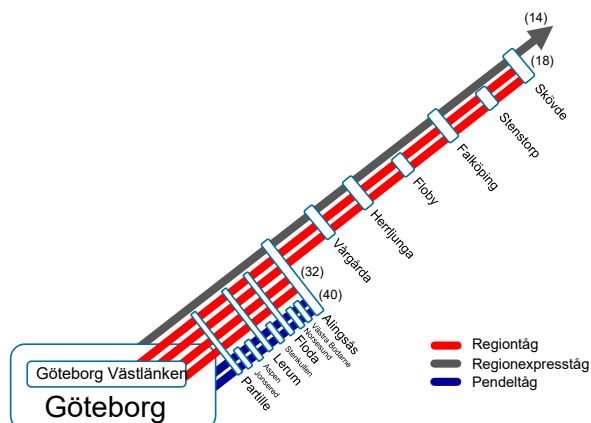 (14)
(18)
Skövde
Stenstorp
Falköping
Floby
Herrljunga
Vårgårda
(32)
(40)
Alingsås
Västra Bodarne
Norsesund
Floda
Stenkullen
Lerum
Aspen
Jonsered
Partille
Göteborg Västlänken
Göteborg
Regiontåg
Regionexpresståg
Pendeltåg